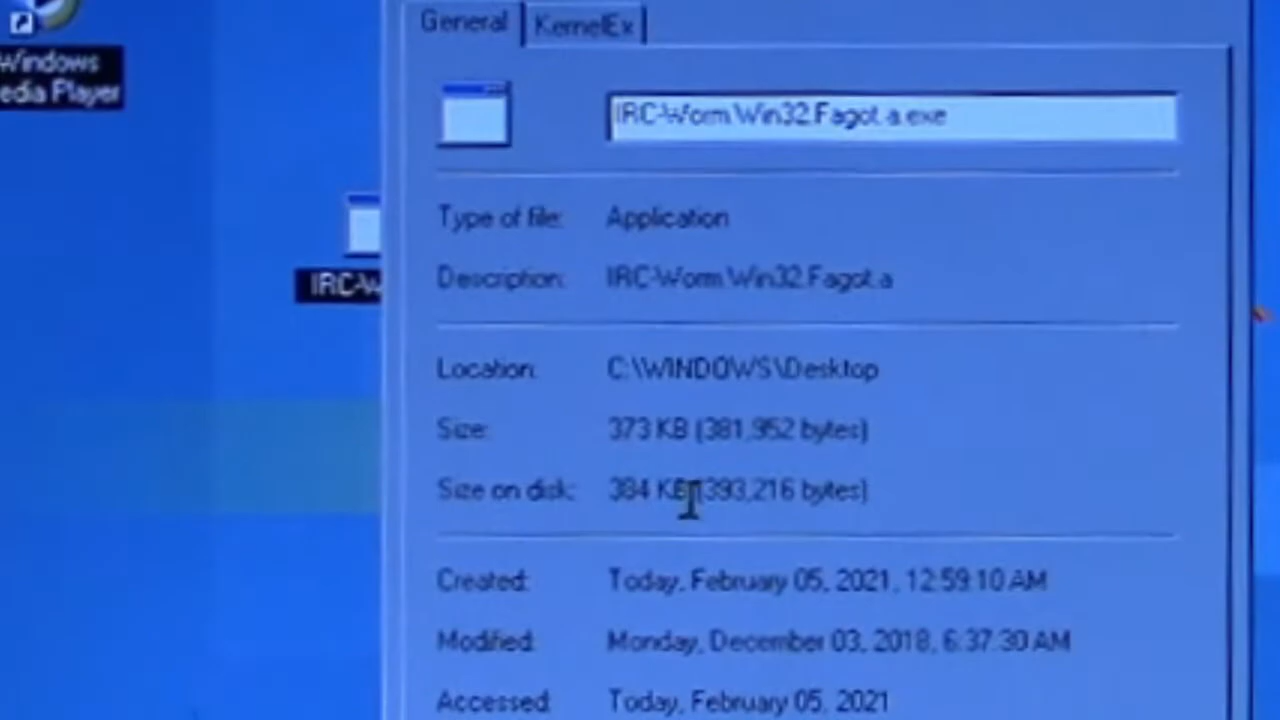 General
KernelEx
Windows
edia Player
IRC-Worm.Win32.Fagot.a.exe
Type of file: Application
IRC-W
Description: IRC-Worm.Win32.Fagot.a
Location: C:\WINDOWS\Desktop
Size: 373 KB (381,952 bytes)
Size on disk: 384 KB (393,216 bytes)
Created: Today, February 05, 2021, 12:59:10 AM
Modified: Monday, December 03, 2018, 6:37:30 AM
Accessed: Today, February 05, 2021